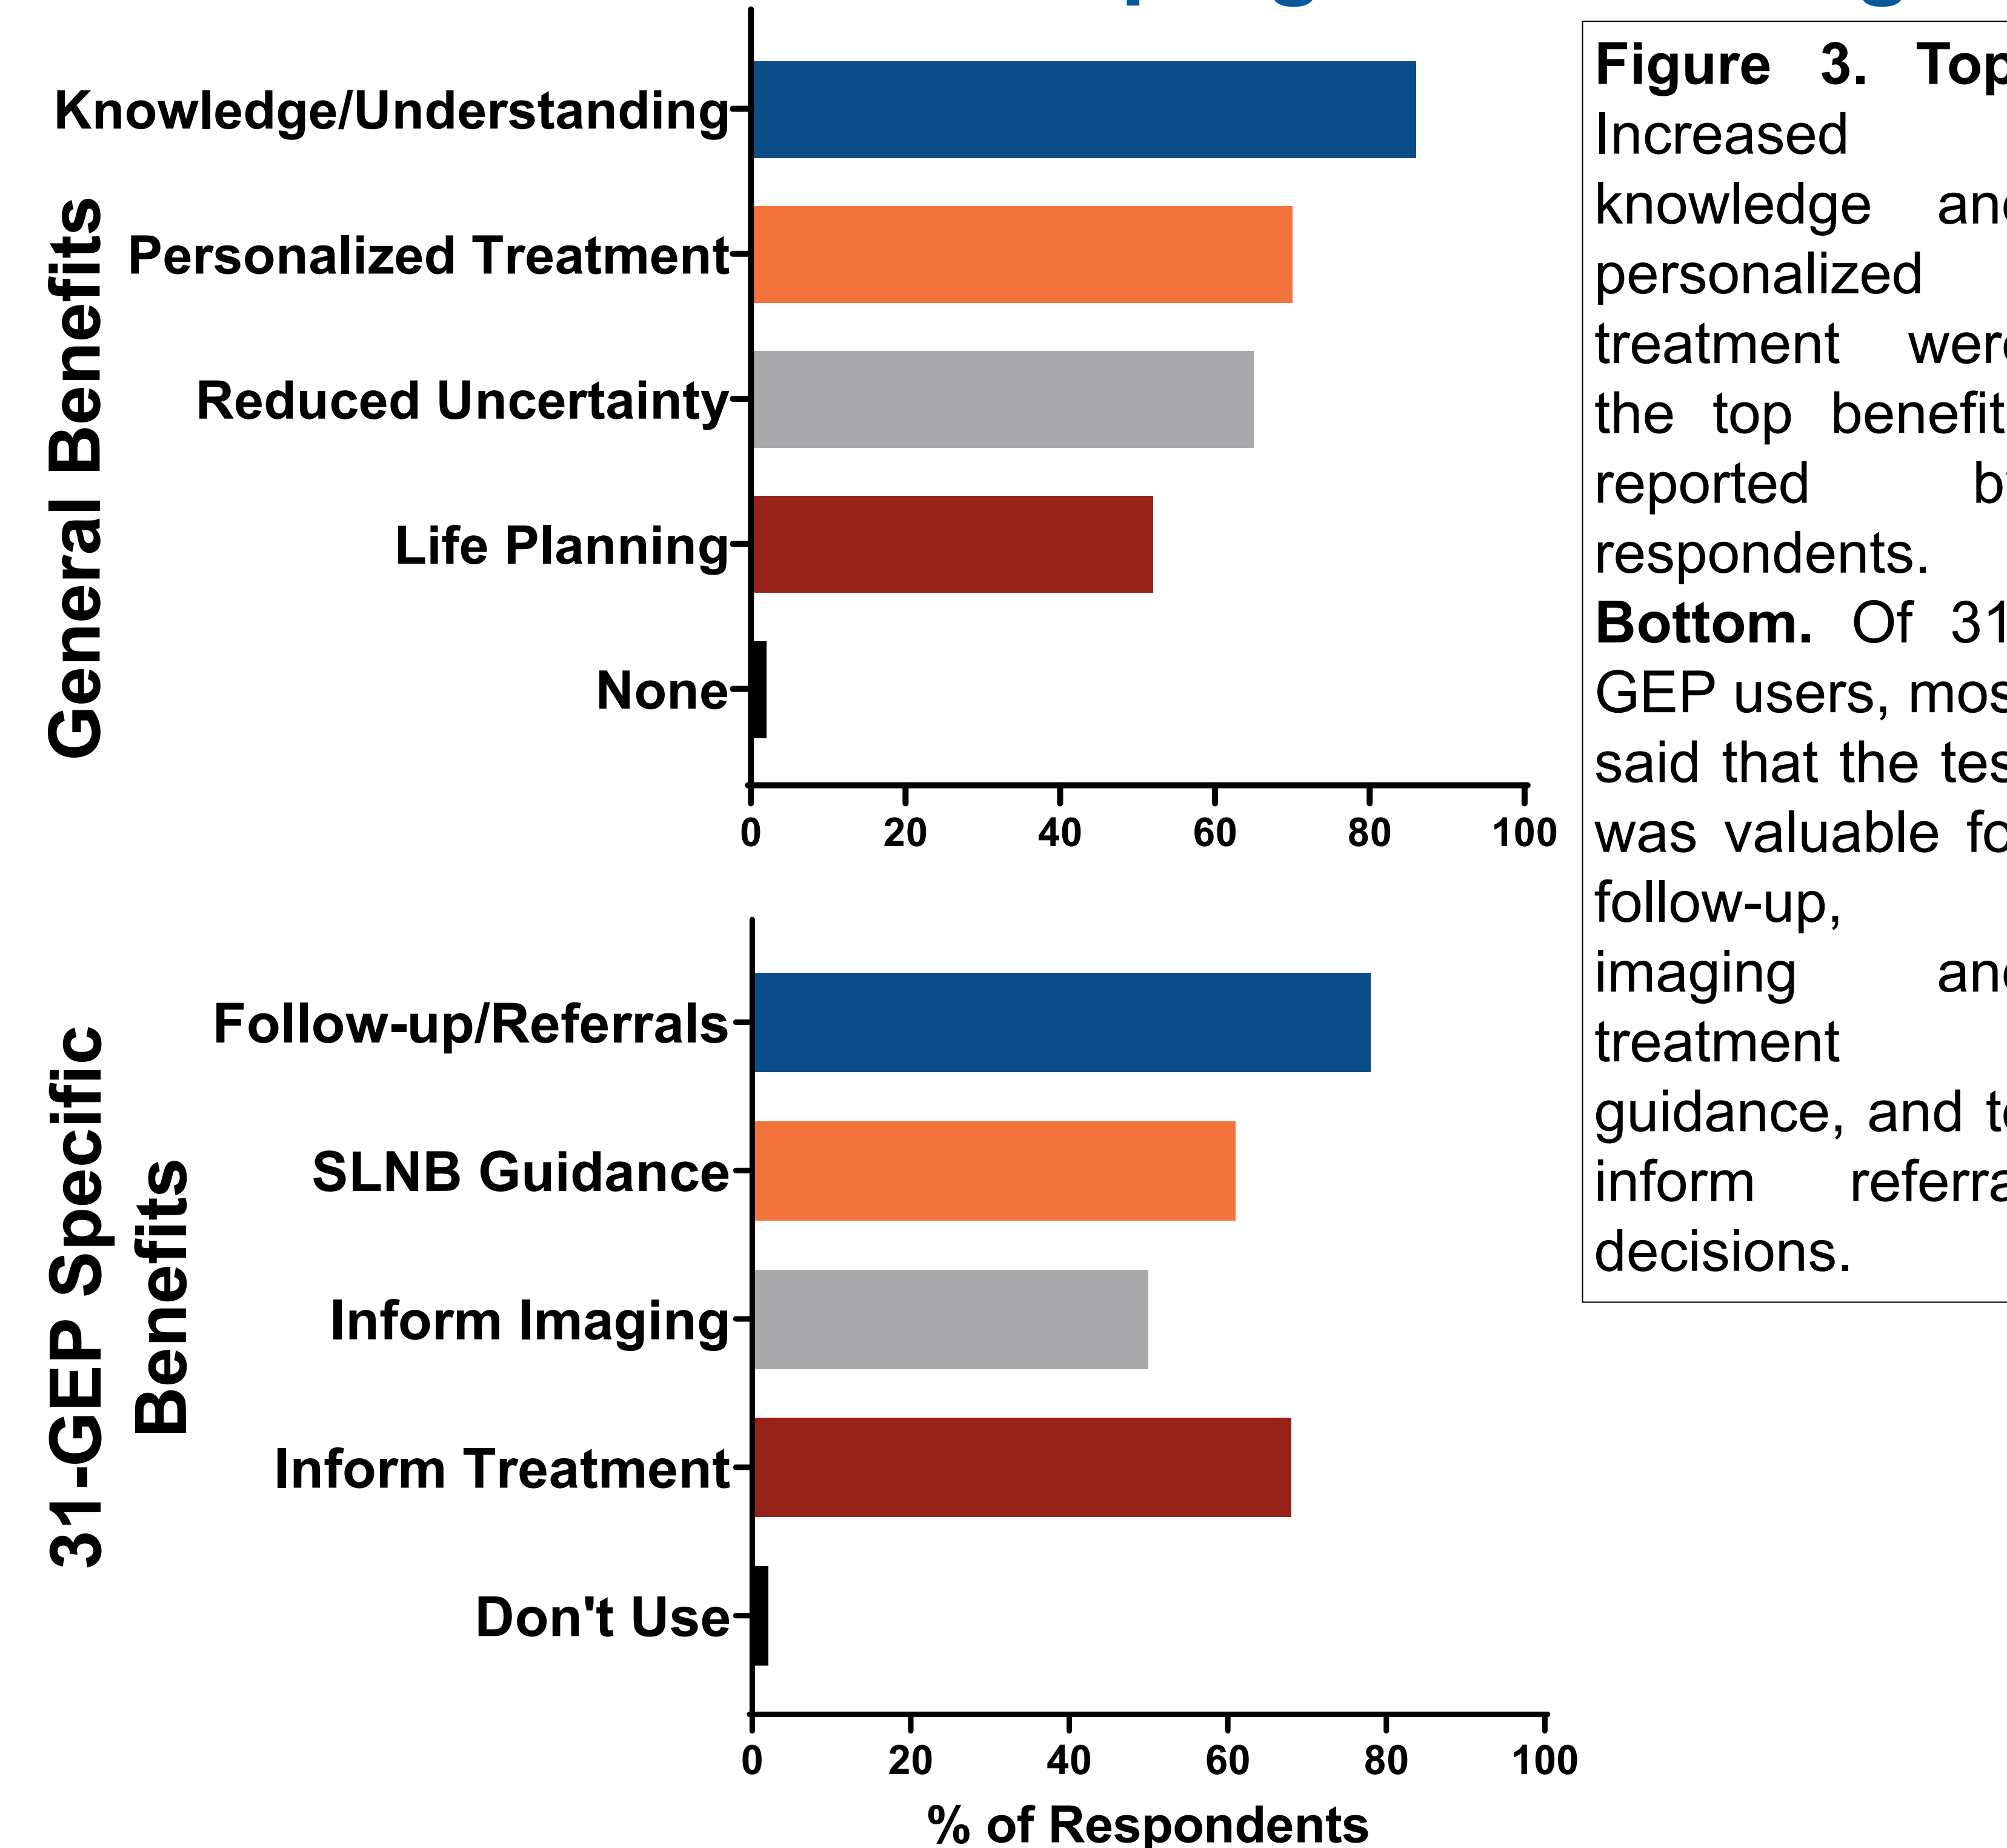 General Benefits
Knowledge/Understanding
Personalized Treatment
Reduced Uncertainty
Life Planning
None
0 20 40 60 80 100
31-GEP Specific
Benefits
Follow-up/Referrals
SLNB Guidance
Inform Imaging
Inform Treatment
Don't Use
0 20 40 60 80 100
% of Respondents
Figure 3. Top
Increased
knowledge
personalized
treatment
the top
reported
respondents.
Bottom. Of 31
GEP users,
said that the
was valuable
follow-up,
imaging
treatment
guidance, and
inform
decisions.